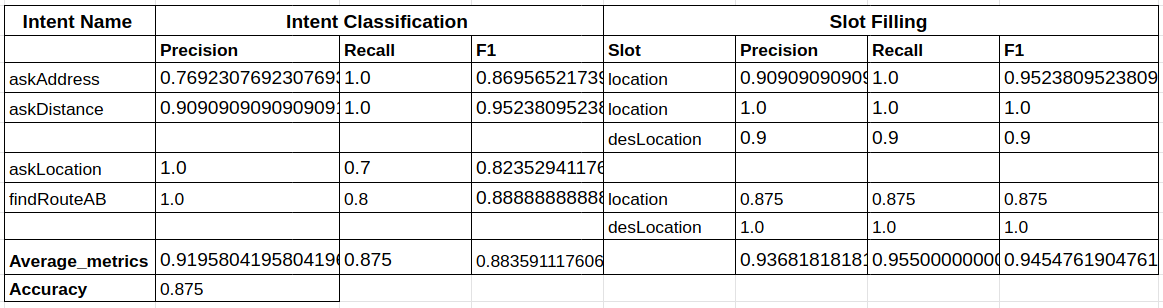 Intent Name Intent Classification Slot Filling
Precision Recall F1 Slot Precision Recall F1
askAddress 0.769230769230769 1.0 0.86956521739 location 0.90909090909 1.0 0.9523809523809
askDistance 0.909090909090909 1.0 0.95238095238 location 1.0 1.0 1.0
desLocation 0.9 0.9 0.9
askLocation 1.0 0.7 0.82352941176
findRouteAB 1.0 0.8 0.88888888888 location 0.875 0.875 0.875
desLocation 1.0 1.0 1.0
Average_metrics 0.919580419580419 0.875 0.883591117606 0.93681818181 0.95500000000 0.9454761904761
Accuracy 0.875